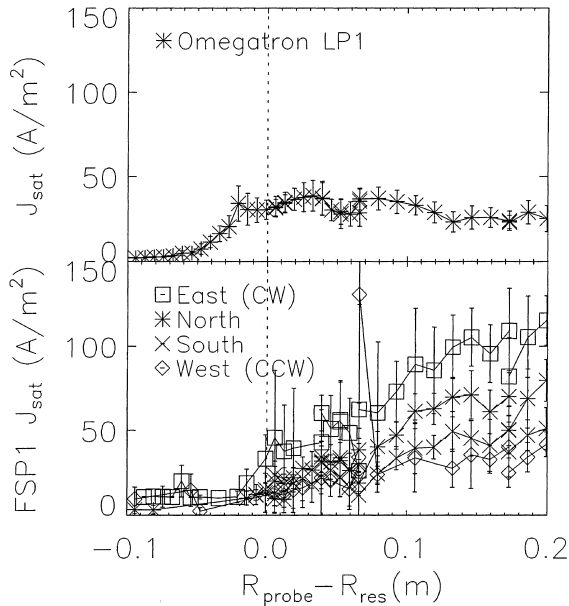 150
100
50
0
J_sat (A/m²)
Omegatron LP1
150
100
50
0
FSP1 J_sat (A/m²)
East (CW)
North
South
West (CCW)
−0.1 0.0 0.1 0.2
R_probe−R_res(m)